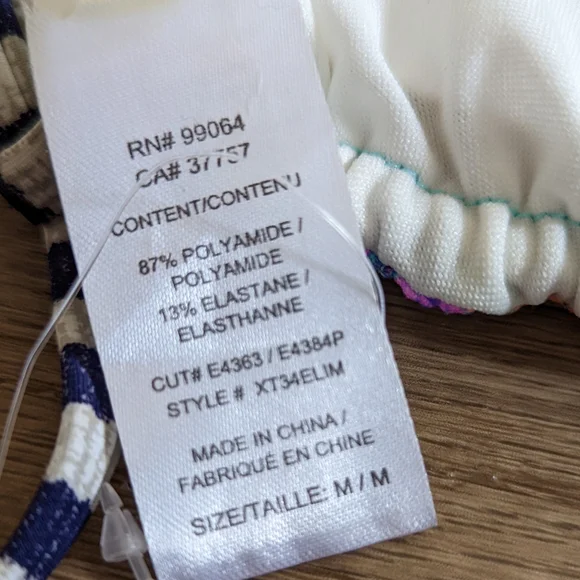 RN# 99064
CA# 37757
CONTENT/CONTENU
87% POLYAMIDE /
POLYAMIDE
13% ELASTANE /
ELASTHANNE
CUT# E4363 / E4384P
STYLE # XT34ELIM
MADE IN CHINA /
FABRIQUÉ EN CHINE
SIZE/TAILLE: M / M